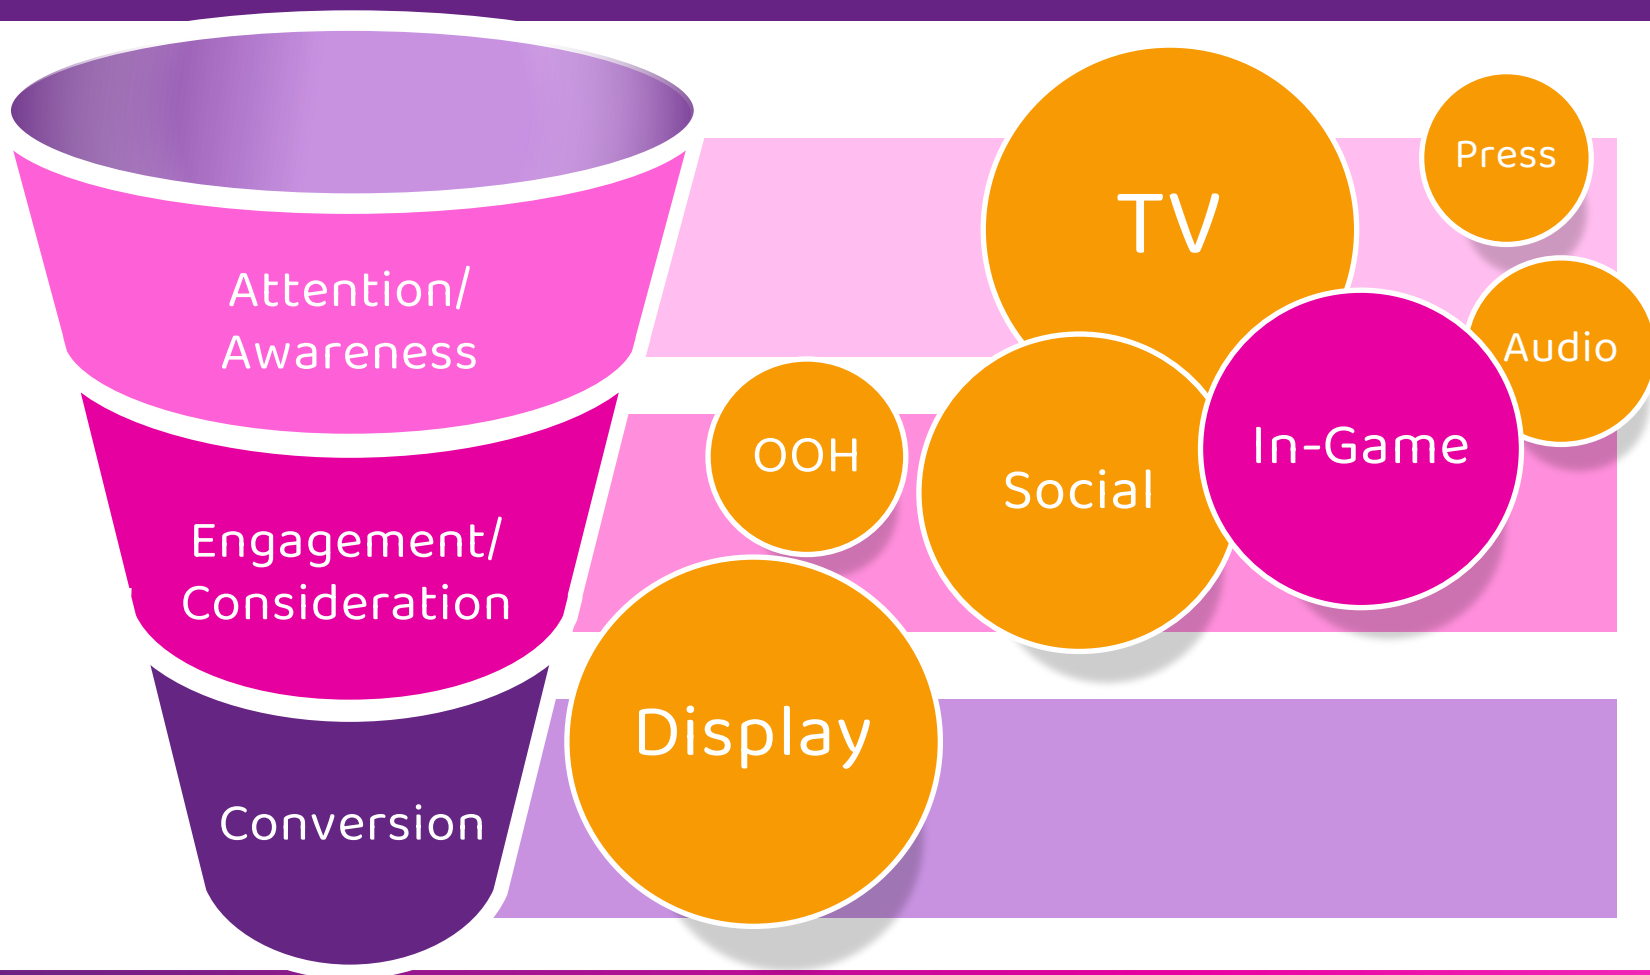 Attention/
Awareness
Engagement/
Consideration
Conversion
TV
Press
Audio
In-Game
OOH
Social
Display